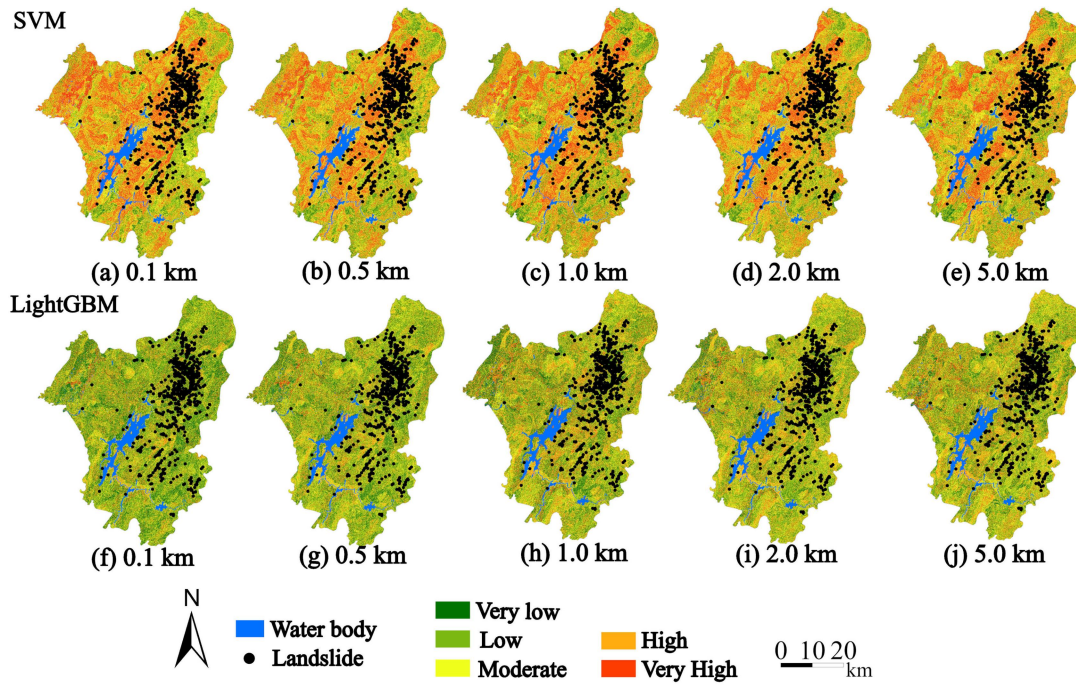 SVM
(a) 0.1 km (b) 0.5 km (c) 1.0 km (d) 2.0 km (e) 5.0 km
LightGBM
(f) 0.1 km (g) 0.5 km (h) 1.0 km (i) 2.0 km (j) 5.0 km
N
Water body
Landslide
Very low
Low
Moderate
High
Very High
0 10 20
km